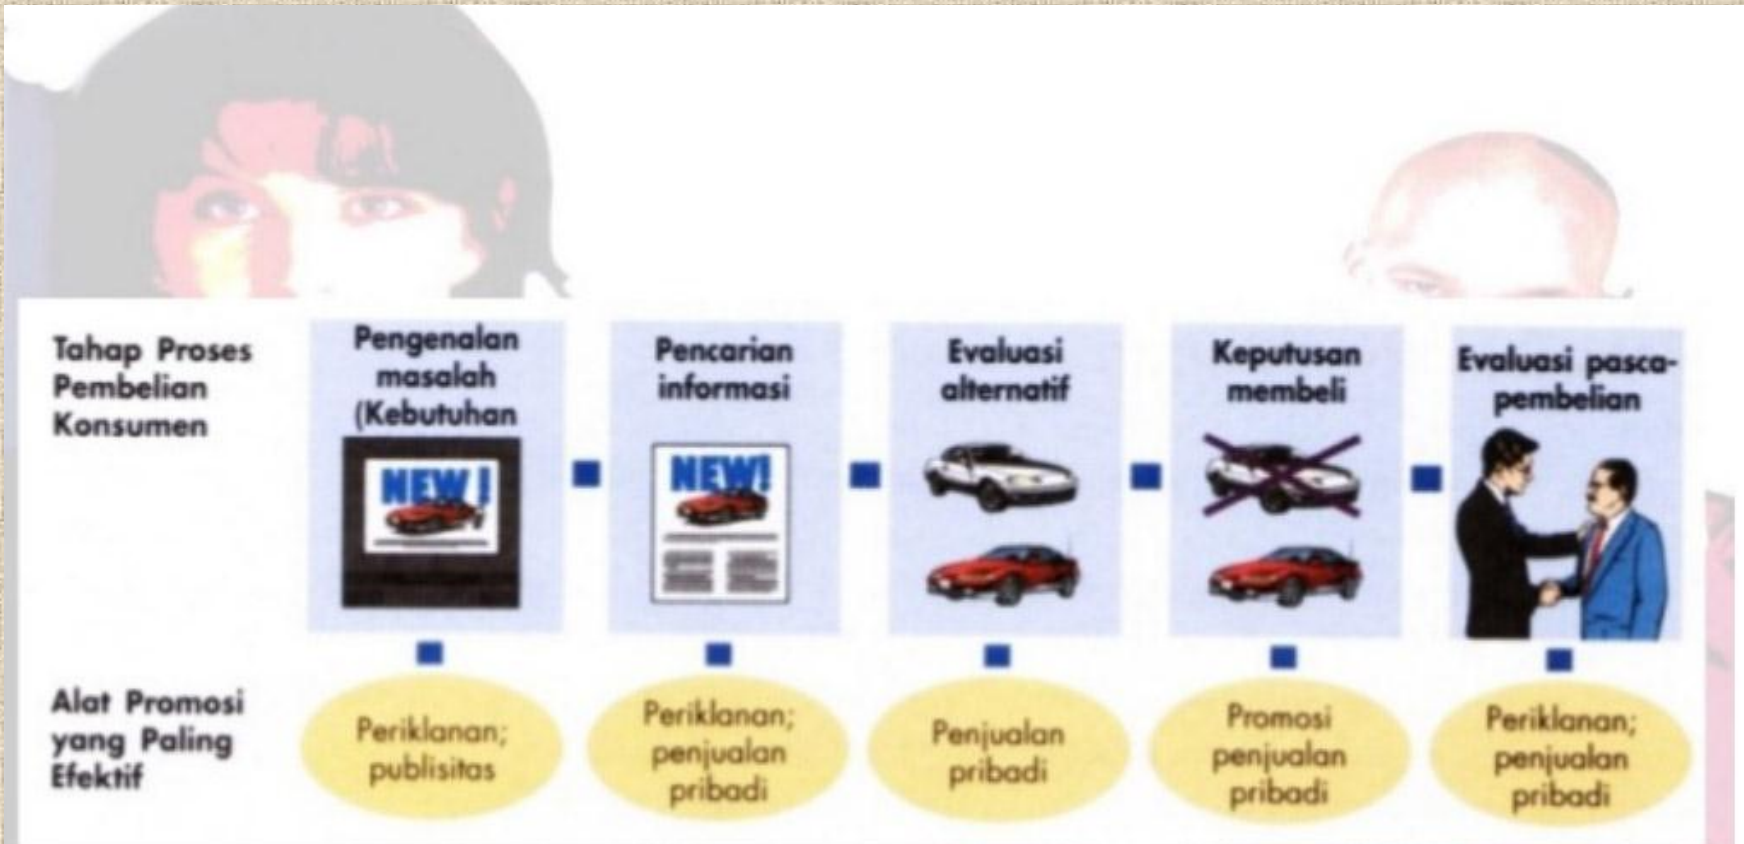 Tahap Proses
Pembelian
Konsumen
Pengenalan
masalah
(Kebutuhan
NEW!
Pencarian
informasi
NEW!
Evaluasi
alternatif
Keputusan
membeli
Evaluasi pasca-
pembelian
Alat Promosi
yang Paling
Efektif
Periklanan;
publisitas
Periklanan;
penjualan
pribadi
Penjualan
pribadi
Promosi
penjualan
pribadi
Periklanan;
penjualan
pribadi